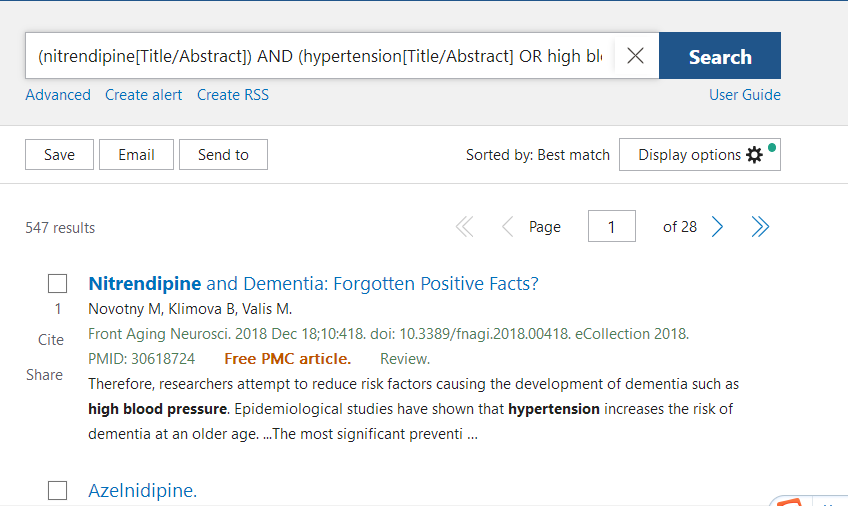 (nitrendipine[Title/Abstract]) AND (hypertension[Title/Abstract] OR high
Search
Advanced Create alert Create RSS User Guide
Save Email Send to Sorted by: Best match Display options
547 results Page 1 of 28
Nitrendipine and Dementia: Forgotten Positive Facts?
1 Novotny M, Klimova B, Valis M.
Cite Front Aging Neurosci. 2018 Dec 18;10:418. doi: 10.3389/fnagi.2018.00418. eCollection 2018.
PMID: 30618724 Free PMC article. Review.
Share
Therefore, researchers attempt to reduce risk factors causing the development of dementia such as
high blood pressure. Epidemiological studies have shown that hypertension increases the risk of
dementia at an older age. ...The most significant preventi ...
Azelnidipine.